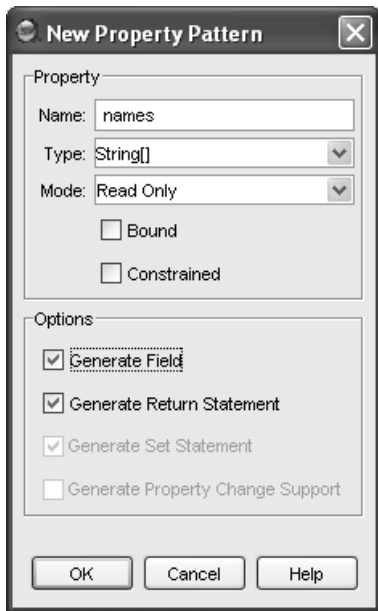 New Property Pattern
Property
Name: names
Type: String[]
Mode: Read Only
Bound
Constrained
Options
Generate Field
Generate Return Statement
Generate Set Statement
Generate Property Change Support
OK Cancel Help